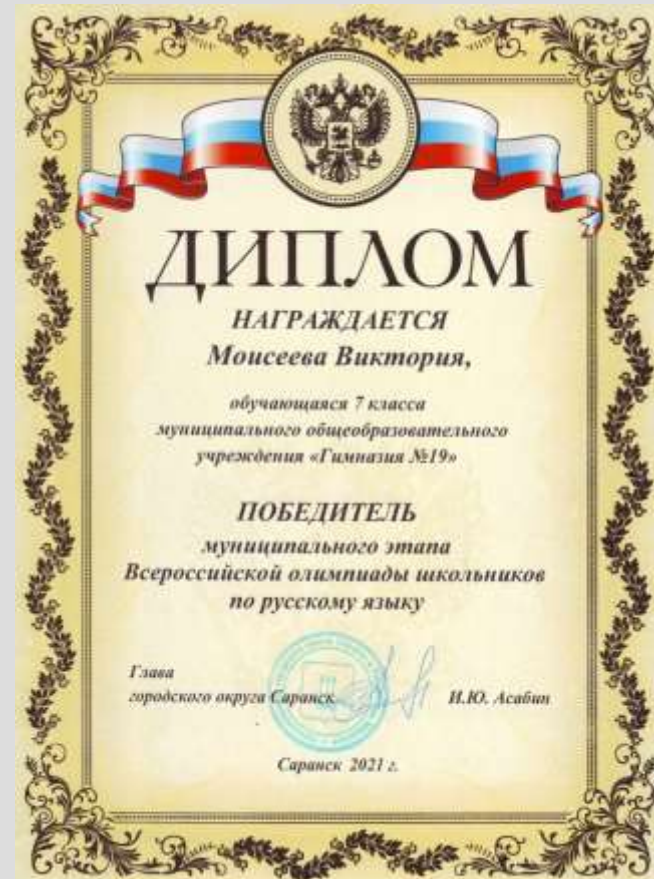 ДИПЛОМ
НАГРАЖДАЕТСЯ
Моисеева Виктория,
обучающаяся 7 класса
муниципального общеобразовательного
учреждения «Гимназия №19»
ПОБЕДИТЕЛЬ
муниципального этапа
Всероссийской олимпиады школьников
по русскому языку
Глава
городского округа Саранск И.Ю. Асабин
Саранск 2021 г.